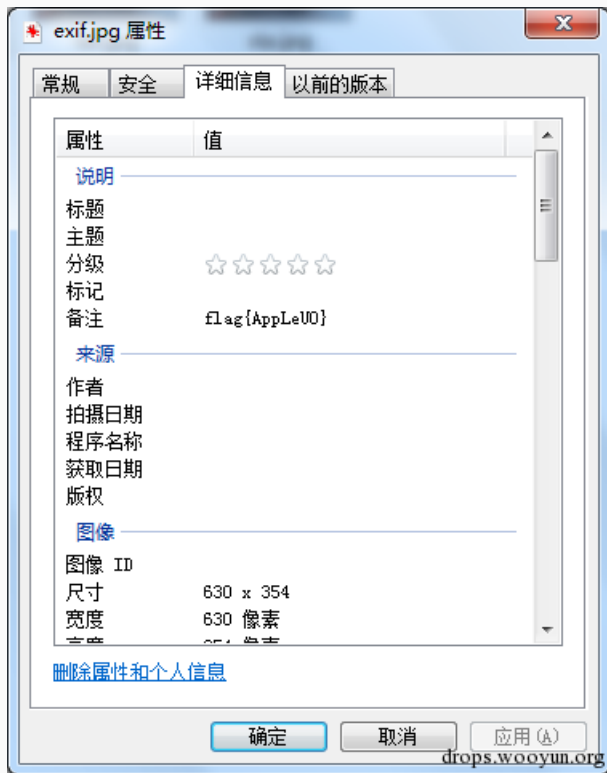 exif.jpg 属性
常规 安全 详细信息 以前的版本
属性 值
说明
标题
主题
分级
标记
备注 flag{AppLeU0}
来源
作者
拍摄日期
程序名称
获取日期
版权
图像
图像 ID
尺寸 630 x 354
宽度 630 像素
删除属性和个人信息
确定 取消 应用(A)
drops.wooyun.org